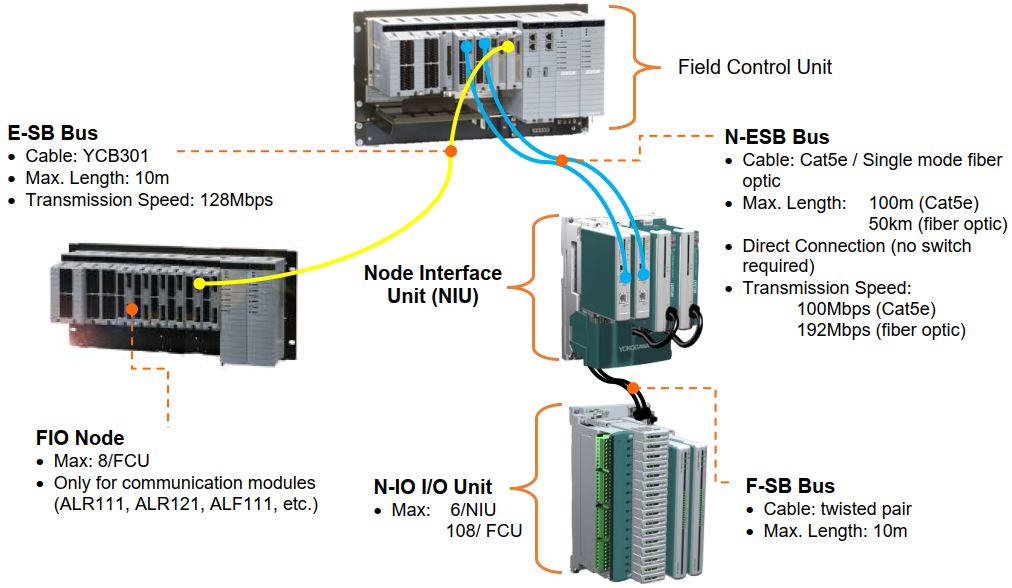 Field Control Unit
E-SB Bus
• Cable: YCB301
• Max. Length: 10m
• Transmission Speed: 128Mbps
N-ESB Bus
• Cable: Cat5e / Single mode fiber
optic
• Max. Length: 100m (Cat5e)
50km (fiber optic)
• Direct Connection (no switch
required)
• Transmission Speed:
100Mbps (Cat5e)
192Mbps (fiber optic)
Node Interface
Unit (NIU)
YOKOGAWA
FIO Node
• Max: 8/FCU
• Only for communication modules
(ALR111, ALR121, ALF111, etc.)
N-IO I/O Unit
• Max: 6/NIU
108/ FCU
F-SB Bus
• Cable: twisted pair
• Max. Length: 10m